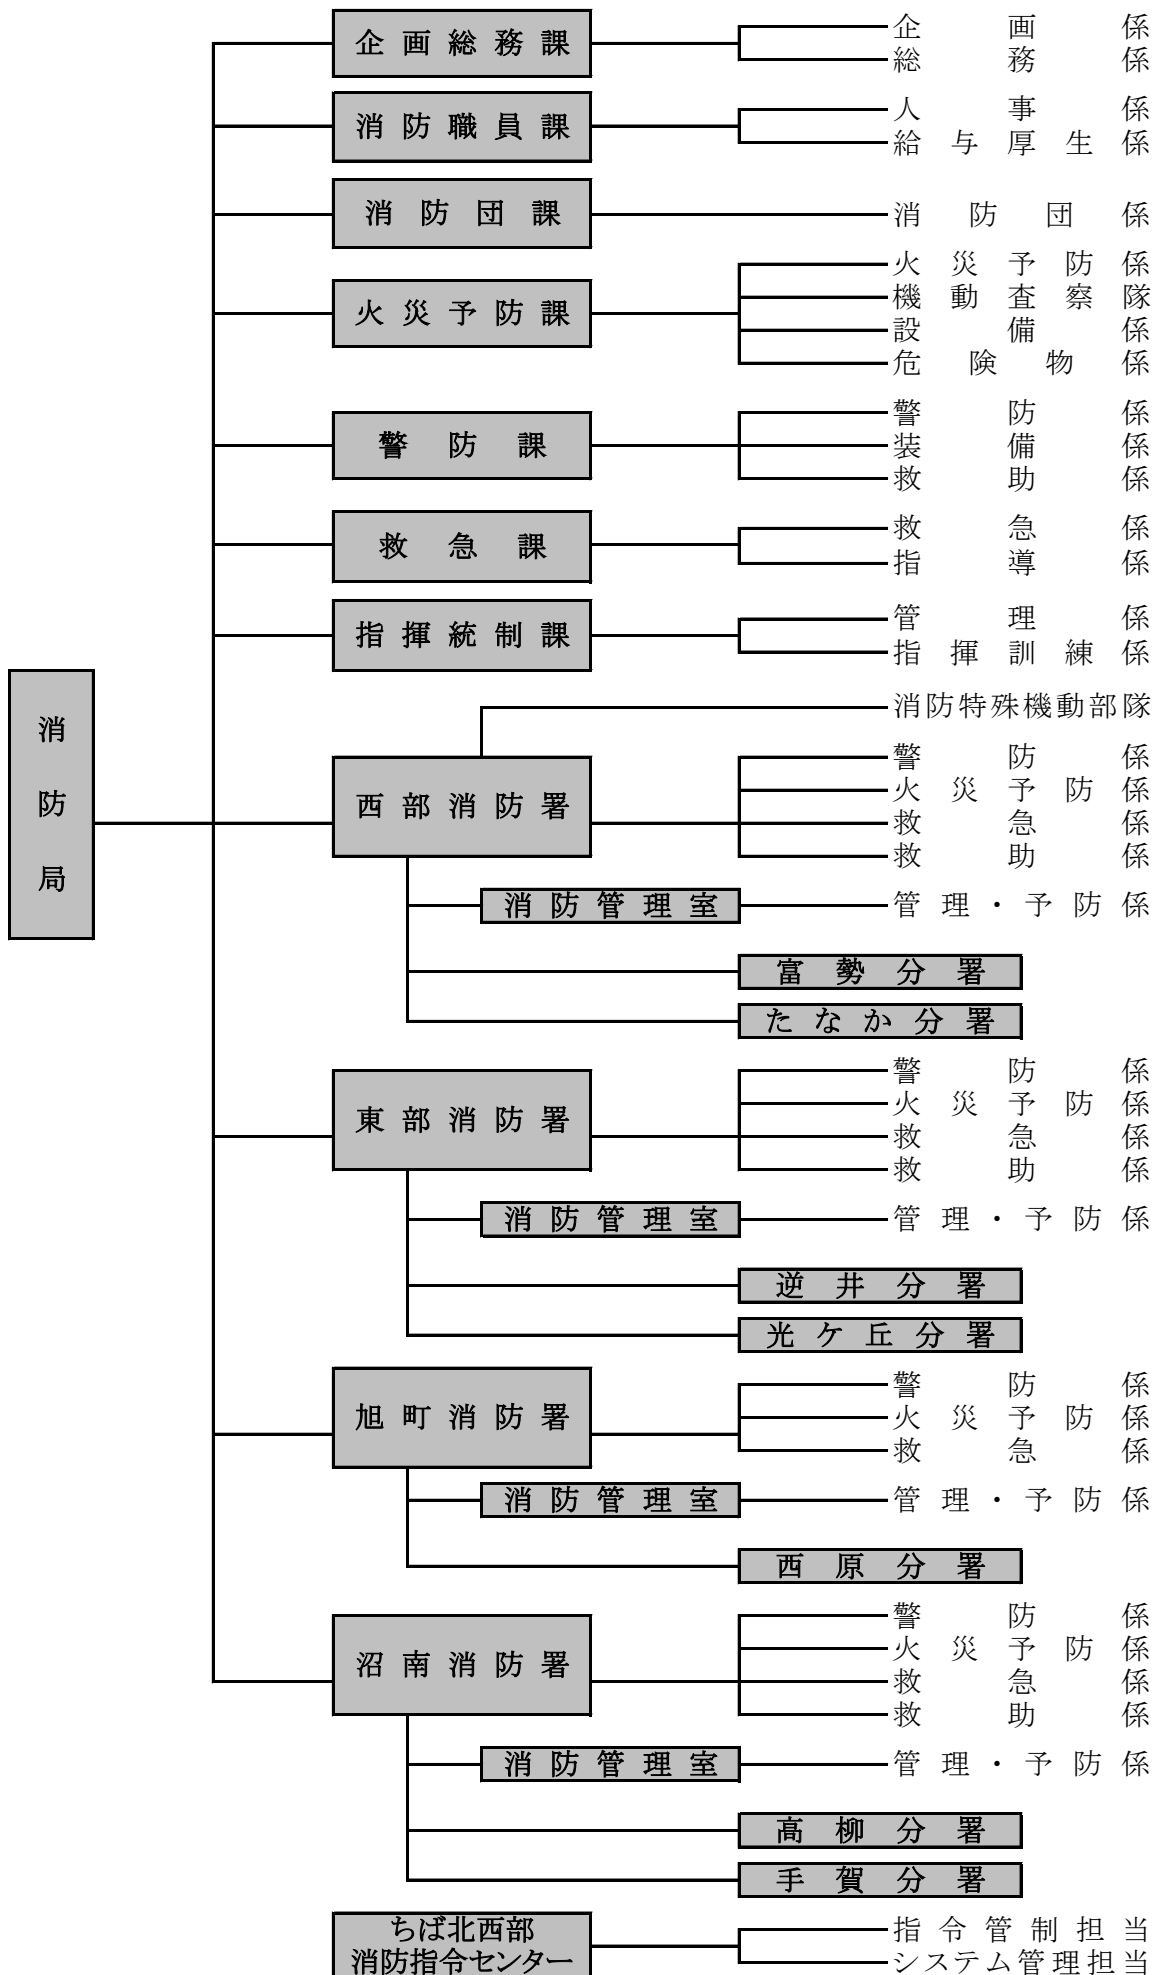 企画総務課
企画係
総務係
消防職員課
人事係
給与厚生係
消防団課
消防団係
火災予防課
火災予防係
機動査察隊
設備係
危険物係
警防課
警防係
装備係
救助係
救急課
救急係
指導係
指揮統制課
管理係
指揮訓練係
消防局
消防特殊機動部隊
西部消防署
警防係
火災予防係
救急係
救助係
消防管理室
管理・予防係
富勢分署
たなか分署
東部消防署
警防係
火災予防係
救急係
救助係
消防管理室
管理・予防係
逆井分署
光ケ丘分署
旭町消防署
警防係
火災予防係
救急係
消防管理室
管理・予防係
西原分署
沼南消防署
警防係
火災予防係
救急係
救助係
消防管理室
管理・予防係
高柳分署
手賀分署
ちば北西部
消防指令センター
指令管制担当
システム管理担当